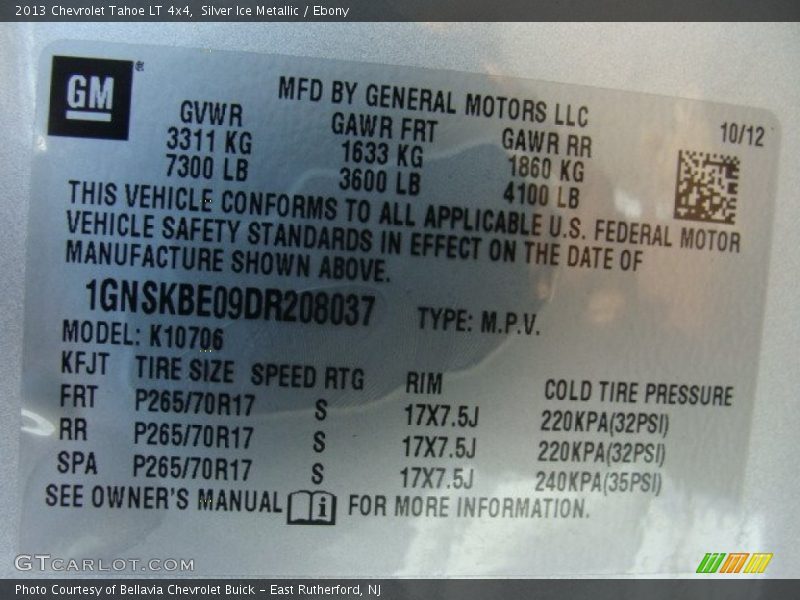 2013 Chevrolet Tahoe LT 4x4, Silver Ice Metallic / Ebony
GM®
MFD BY GENERAL MOTORS LLC
10/12
GVWR GAWR FRT GAWR RR
3311 KG 1633 KG 1860 KG
7300 LB 3600 LB 4100 LB
THIS VEHICLE CONFORMS TO ALL APPLICABLE U.S. FEDERAL MOTOR
VEHICLE SAFETY STANDARDS IN EFFECT ON THE DATE OF
MANUFACTURE SHOWN ABOVE.
1GNSKBE09DR208037 TYPE: M.P.V.
MODEL: K10706
KFJT TIRE SIZE SPEED RTG RIM COLD TIRE PRESSURE
FRT P265/70R17 S 17X7.5J 220KPA(32PSI)
RR P265/70R17 S 17X7.5J 220KPA(32PSI)
SPA P265/70R17 S 17X7.5J 240KPA(35PSI)
SEE OWNER'S MANUAL i FOR MORE INFORMATION.
GTCARLOT.COM
Photo Courtesy of Bellavia Chevrolet Buick – East Rutherford, NJ